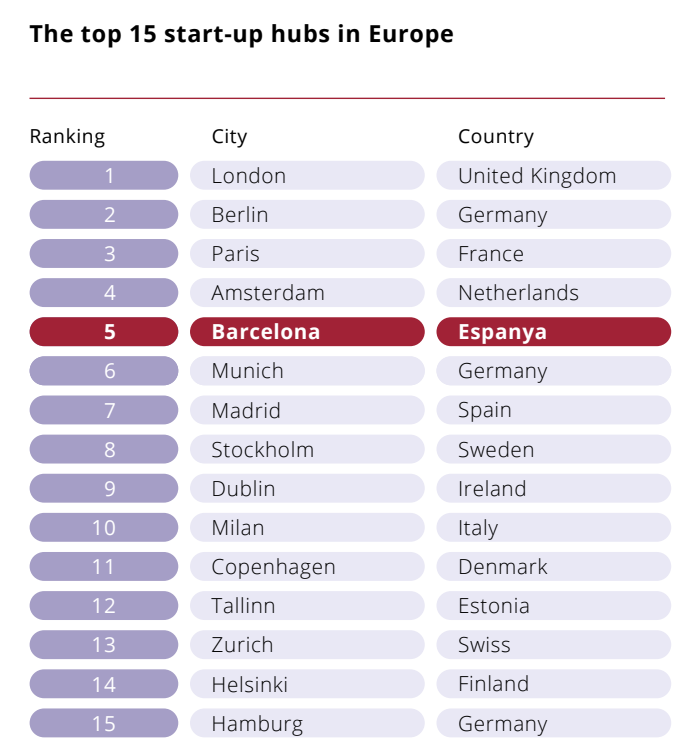 The top 15 start-up hubs in Europe
Ranking City Country
1 London United Kingdom
2 Berlin Germany
3 Paris France
4 Amsterdam Netherlands
5 Barcelona Espanya
6 Munich Germany
7 Madrid Spain
8 Stockholm Sweden
9 Dublin Ireland
10 Milan Italy
11 Copenhagen Denmark
12 Tallinn Estonia
13 Zurich Swiss
14 Helsinki Finland
15 Hamburg Germany